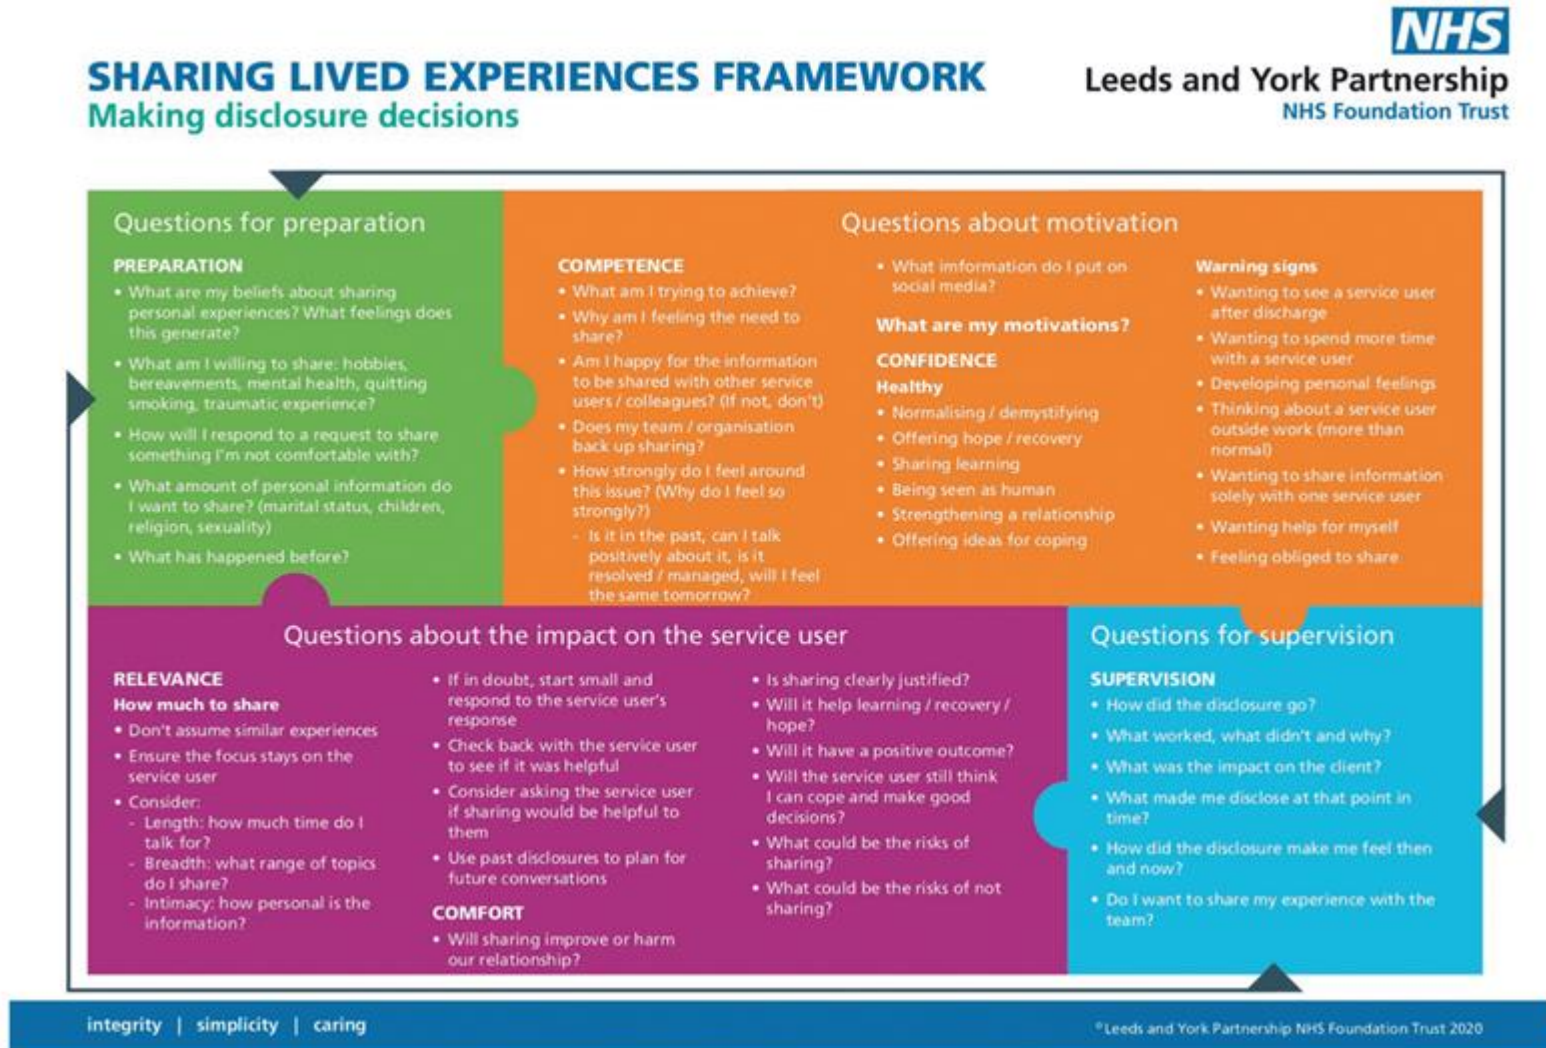 NHS
SHARING LIVED EXPERIENCES FRAMEWORK
Making disclosure decisions
Leeds and York Partnership
NHS Foundation Trust
Questions for preparation
PREPARATION
• What are my beliefs about sharing
personal experiences? What feelings does
this generate?
• What am I willing to share: hobbies,
bereavements, mental health, quitting
smoking, traumatic experience?
• How will I respond to a request to share
something I'm not comfortable with?
• What amount of personal information do
I want to share? (marital status, children,
religion, sexuality)
• What has happened before?
Questions about motivation
COMPETENCE
• What am I trying to achieve?
• Why am I feeling the need to
share?
• Am I happy for the information
to be shared with other service
users / colleagues? (If not, don't)
• Does my team / organisation
back up sharing?
• How strongly do I feel around
this issue? (Why do I feel so
strongly?)
- Is it in the past, can I talk
positively about it, is it
resolved / managed, will I feel
the same tomorrow?
• What imformation do I put on
social media?
What are my motivations?
CONFIDENCE
Healthy
• Normalising / demystifying
• Offering hope / recovery
• Sharing learning
• Being seen as human
• Strengthening a relationship
• Offering ideas for coping
Warning signs
• Wanting to see a service user
after discharge
• Wanting to spend more time
with a service user
• Developing personal feelings
• Thinking about a service user
outside work (more than
normal)
• Wanting to share information
solely with one service user
• Wanting help for myself
• Feeling obliged to share
Questions about the impact on the service user
RELEVANCE
How much to share
• Don't assume similar experiences
• Ensure the focus stays on the
service user
• Consider:
- Length: how much time do I
talk for?
- Breadth: what range of topics
do I share?
- Intimacy: how personal is the
information?
• If in doubt, start small and
respond to the service user's
response
• Check back with the service user
to see if it was helpful
• Consider asking the service user
if sharing would be helpful to
them
• Use past disclosures to plan for
future conversations
COMFORT
• Will sharing improve or harm
our relationship?
• Is sharing clearly justified?
• Will it help learning / recovery /
hope?
• Will it have a positive outcome?
• Will the service user still think
I can cope and make good
decisions?
• What could be the risks of
sharing?
• What could be the risks of not
sharing?
Questions for supervision
SUPERVISION
• How did the disclosure go?
• What worked, what didn't and why?
• What was the impact on the client?
• What made me disclose at that point in
time?
• How did the disclosure make me feel then
and now?
• Do I want to share my experience with the
team?
integrity | simplicity | caring
©Leeds and York Partnership NHS Foundation Trust 2020